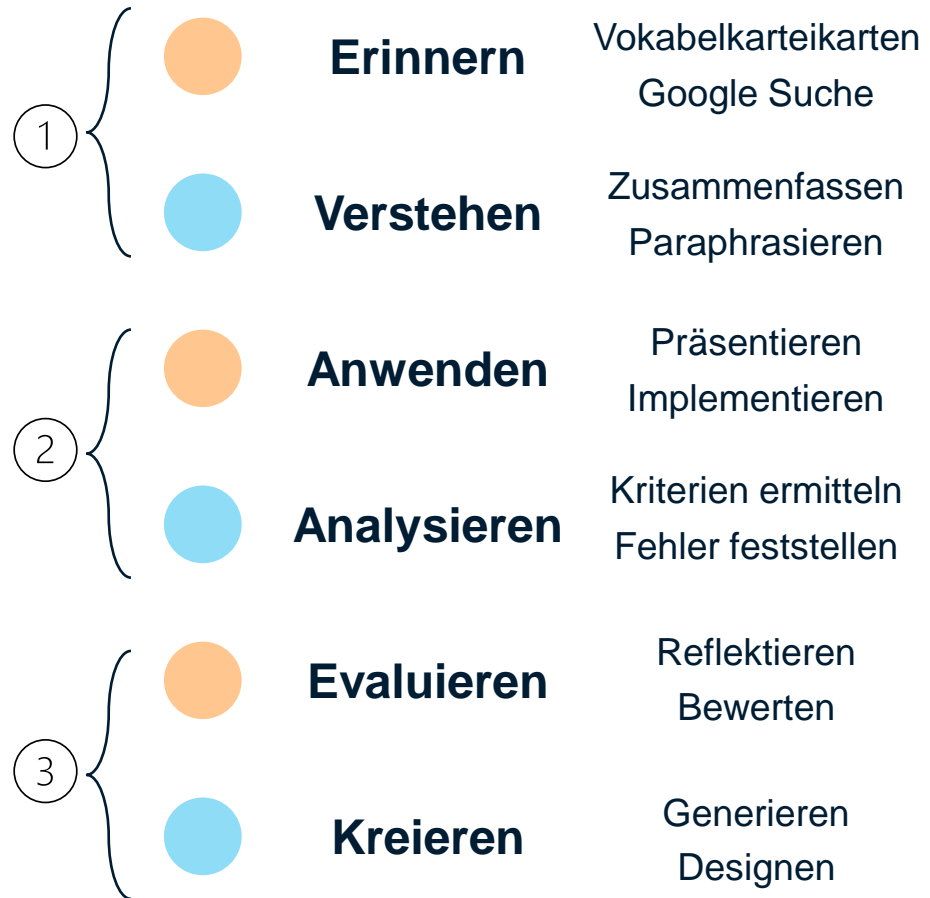 1
Erinnern
Vokabelkarteikarten
Google Suche
Verstehen
Zusammenfassen
Paraphrasieren
2
Anwenden
Präsentieren
Implementieren
Analysieren
Kriterien ermitteln
Fehler feststellen
3
Evaluieren
Reflektieren
Bewerten
Kreieren
Generieren
Designen